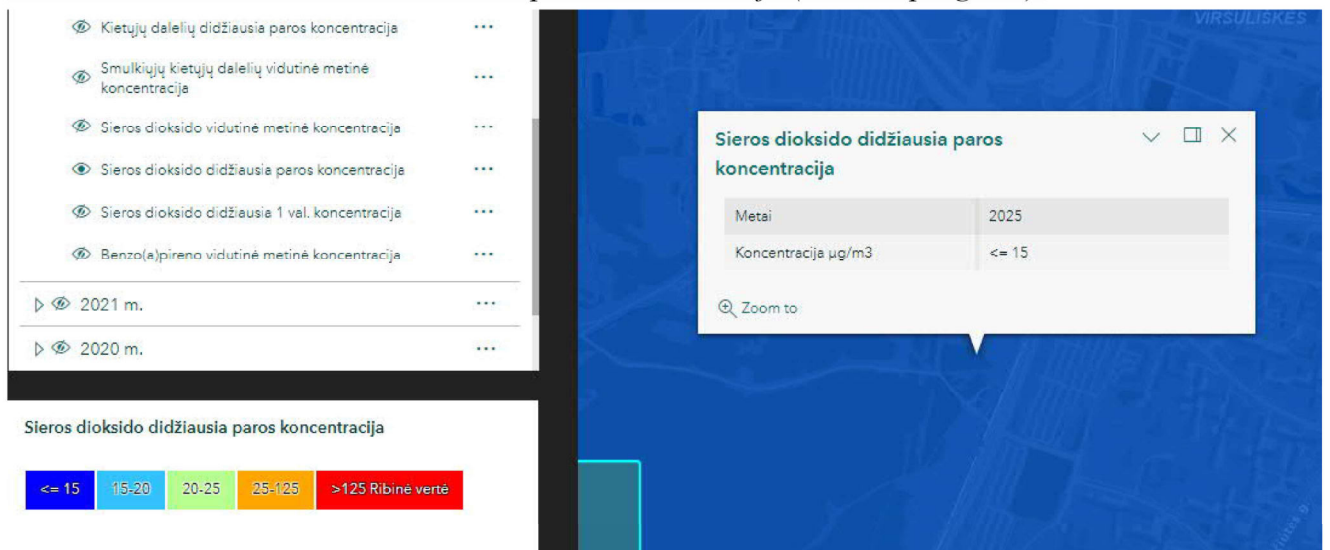 Kietųjų dalelių didžiausia paros koncentracija
Smulkiųjų kietųjų dalelių vidutinė metinė
koncentracija
Sieros dioksido vidutinė metinė koncentracija
Sieros dioksido didžiausia paros koncentracija
Sieros dioksido didžiausia 1 val. koncentracija
Benzo(a)pireno vidutinė metinė koncentracija
2021 m.
2020 m.
Sieros dioksido didžiausia paros koncentracija
<= 15
15-20
20-25
25-125
>125 Ribinė vertė
VIRŠULIŠKĖS
Sieros dioksido didžiausia paros
koncentracija
Metai 2025
Koncentracija µg/m3 <= 15
Zoom to